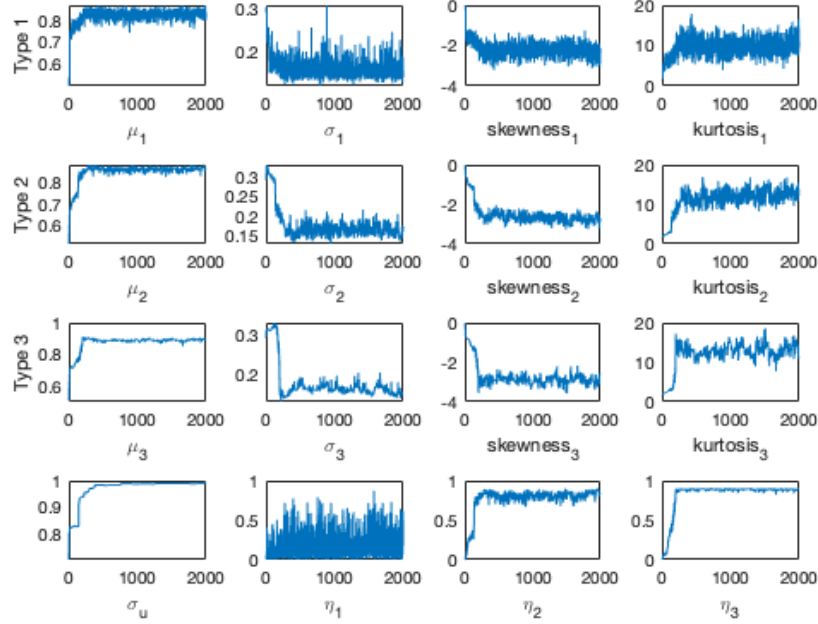 Type 1
0.8
0.7
0.6
0 1000 2000
μ1
0.3
0.2
0 1000 2000
σ1
0
-2
-4
0 1000 2000
skewness1
20
10
0
0 1000 2000
kurtosis1
Type 2
0.8
0.7
0.6
0 1000 2000
μ2
0.3
0.25
0.2
0.15
0 1000 2000
σ2
0
-2
-4
0 1000 2000
skewness2
20
10
0
0 1000 2000
kurtosis2
Type 3
1
0.8
0.6
0 1000 2000
μ3
0.3
0.2
0 1000 2000
σ3
0
-2
-4
0 1000 2000
skewness3
20
10
0
0 1000 2000
kurtosis3
1
0.9
0.8
0 1000 2000
σu
1
0.5
0
0 1000 2000
η1
1
0.5
0
0 1000 2000
η2
1
0.5
0
0 1000 2000
η3